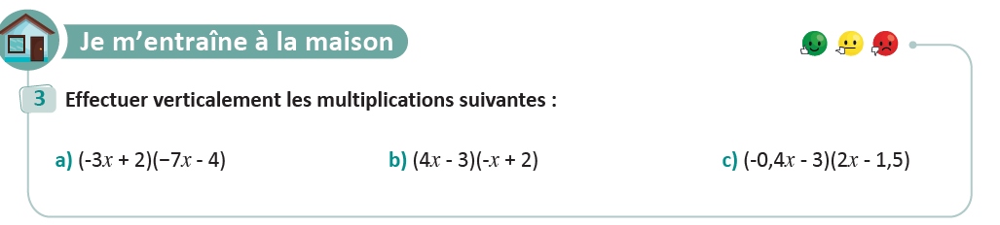 Je m’entraîne à la maison
3 Effectuer verticalement les multiplications suivantes :
a) (-3x + 2)(−7x - 4) b) (4x - 3)(-x + 2) c) (-0,4x - 3)(2x - 1,5)